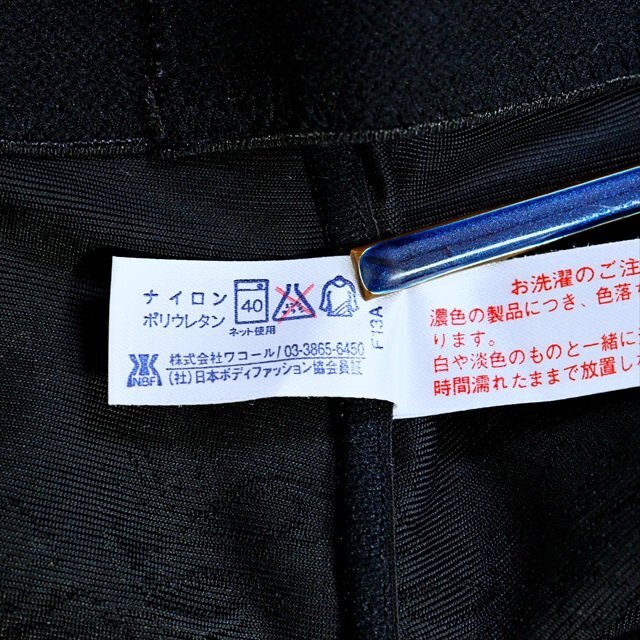 ナイロン
ポリウレタン
40
ネット使用
NBF
株式会社ワコール/03-3865-6450
(社)日本ボディファッション協会員証
F13A
お洗濯のご注
濃色の製品につき、色落ち
ります。
白や淡色のものと一緒に
時間濡れたままで放置し